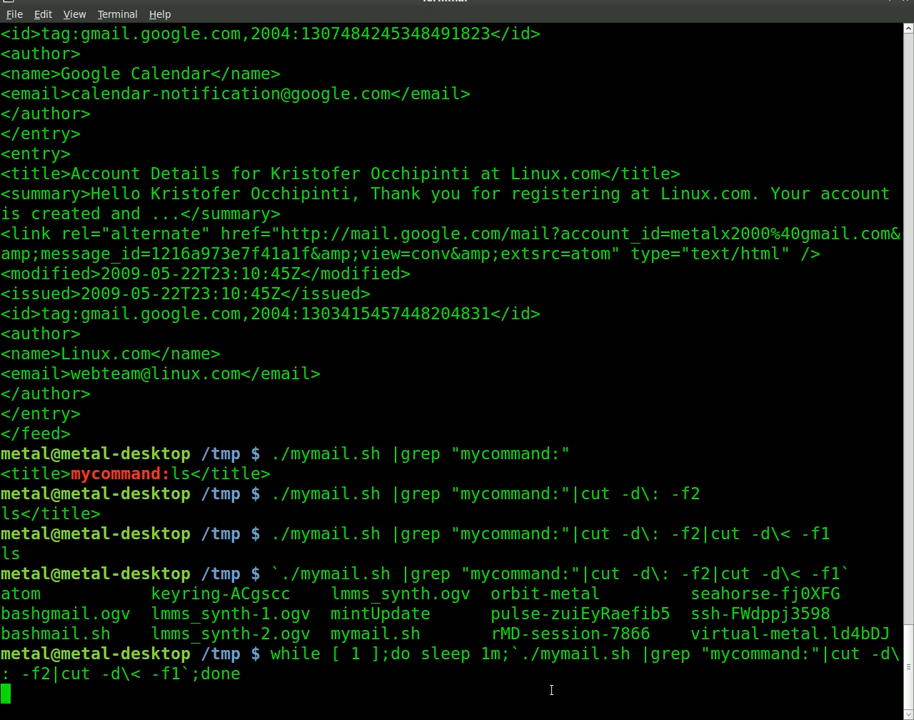 File Edit View Terminal Help
<id>tag:gmail.google.com,2004:1307484245348491823</id>
<author>
<name>Google Calendar</name>
<email>calendar-notification@google.com</email>
</author>
</entry>
<entry>
<title>Account Details for Kristofer Occhipinti at Linux.com</title>
<summary>Hello Kristofer Occhipinti, Thank you for registering at Linux.com. Your account
is created and ...</summary>
<link rel="alternate" href="http://mail.google.com/mail?account_id=metalx2000%40gmail.com&
amp;message_id=1216a973e7f41a1f&amp;view=conv&amp;extsrc=atom" type="text/html" />
<modified>2009-05-22T23:10:45Z</modified>
<issued>2009-05-22T23:10:45Z</issued>
<id>tag:gmail.google.com,2004:1303415457448204831</id>
<author>
<name>Linux.com</name>
<email>webteam@linux.com</email>
</author>
</entry>
</feed>
metal@metal-desktop /tmp $ ./mymail.sh |grep "mycommand:"
<title>mycommand:ls</title>
metal@metal-desktop /tmp $ ./mymail.sh |grep "mycommand:"|cut -d\: -f2
ls</title>
metal@metal-desktop /tmp $ ./mymail.sh |grep "mycommand:"|cut -d\: -f2|cut -d\< -f1
ls
metal@metal-desktop /tmp $ `./mymail.sh |grep "mycommand:"|cut -d\: -f2|cut -d\< -f1`
atom keyring-ACgscc lmms_synth.ogv orbit-metal seahorse-fj0XFG
bashgmail.ogv lmms_synth-1.ogv mintUpdate pulse-zuiEyRaefib5 ssh-FWdppj3598
bashmail.sh lmms_synth-2.ogv mymail.sh rMD-session-7866 virtual-metal.ld4bDJ
metal@metal-desktop /tmp $ while [ 1 ];do sleep 1m;`./mymail.sh |grep "mycommand:"|cut -d\
: -f2|cut -d\< -f1`;done